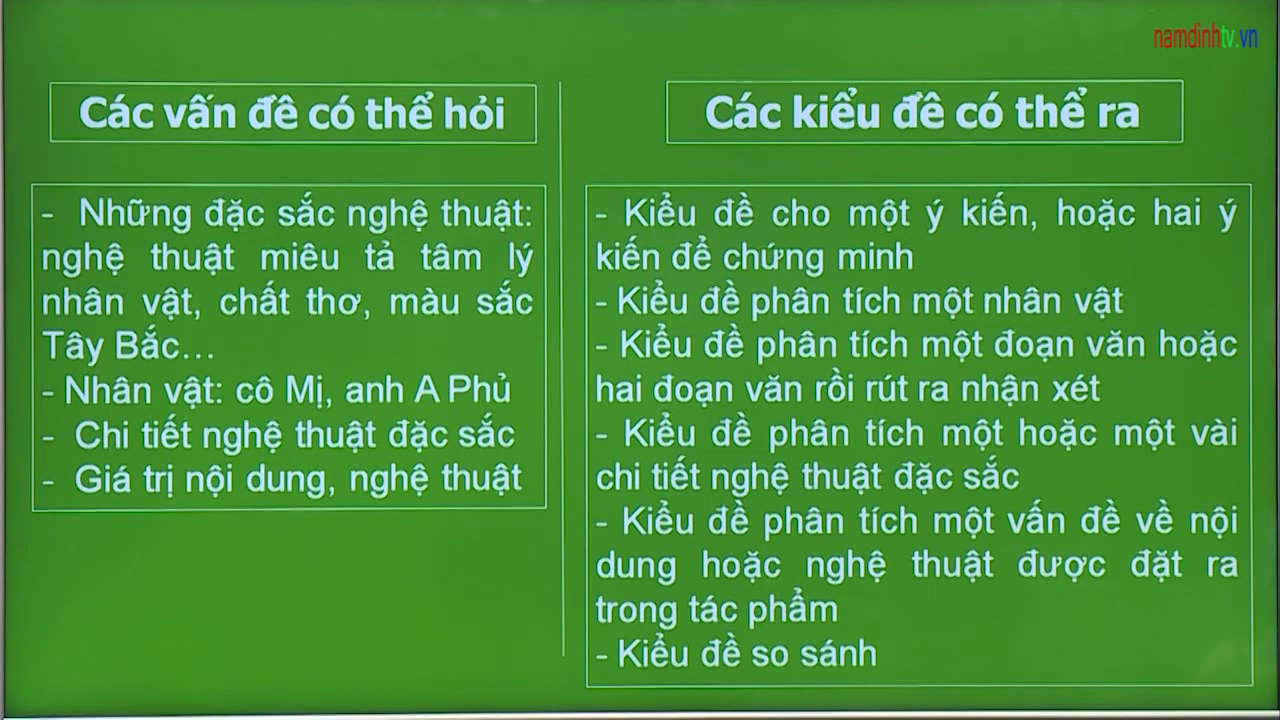 namdinhtv.vn
Các vấn đề có thể hỏi
- Những đặc sắc nghệ thuật:
nghệ thuật miêu tả tâm lý
nhân vật, chất thơ, màu sắc
Tây Bắc…
- Nhân vật: cô Mị, anh A Phủ
- Chi tiết nghệ thuật đặc sắc
- Giá trị nội dung, nghệ thuật
Các kiểu đề có thể ra
- Kiểu đề cho một ý kiến, hoặc hai ý
kiến để chứng minh
- Kiểu đề phân tích một nhân vật
- Kiểu đề phân tích một đoạn văn hoặc
hai đoạn văn rồi rút ra nhận xét
- Kiểu đề phân tích một hoặc một vài
chi tiết nghệ thuật đặc sắc
- Kiểu đề phân tích một vấn đề về nội
dung hoặc nghệ thuật được đặt ra
trong tác phẩm
- Kiểu đề so sánh